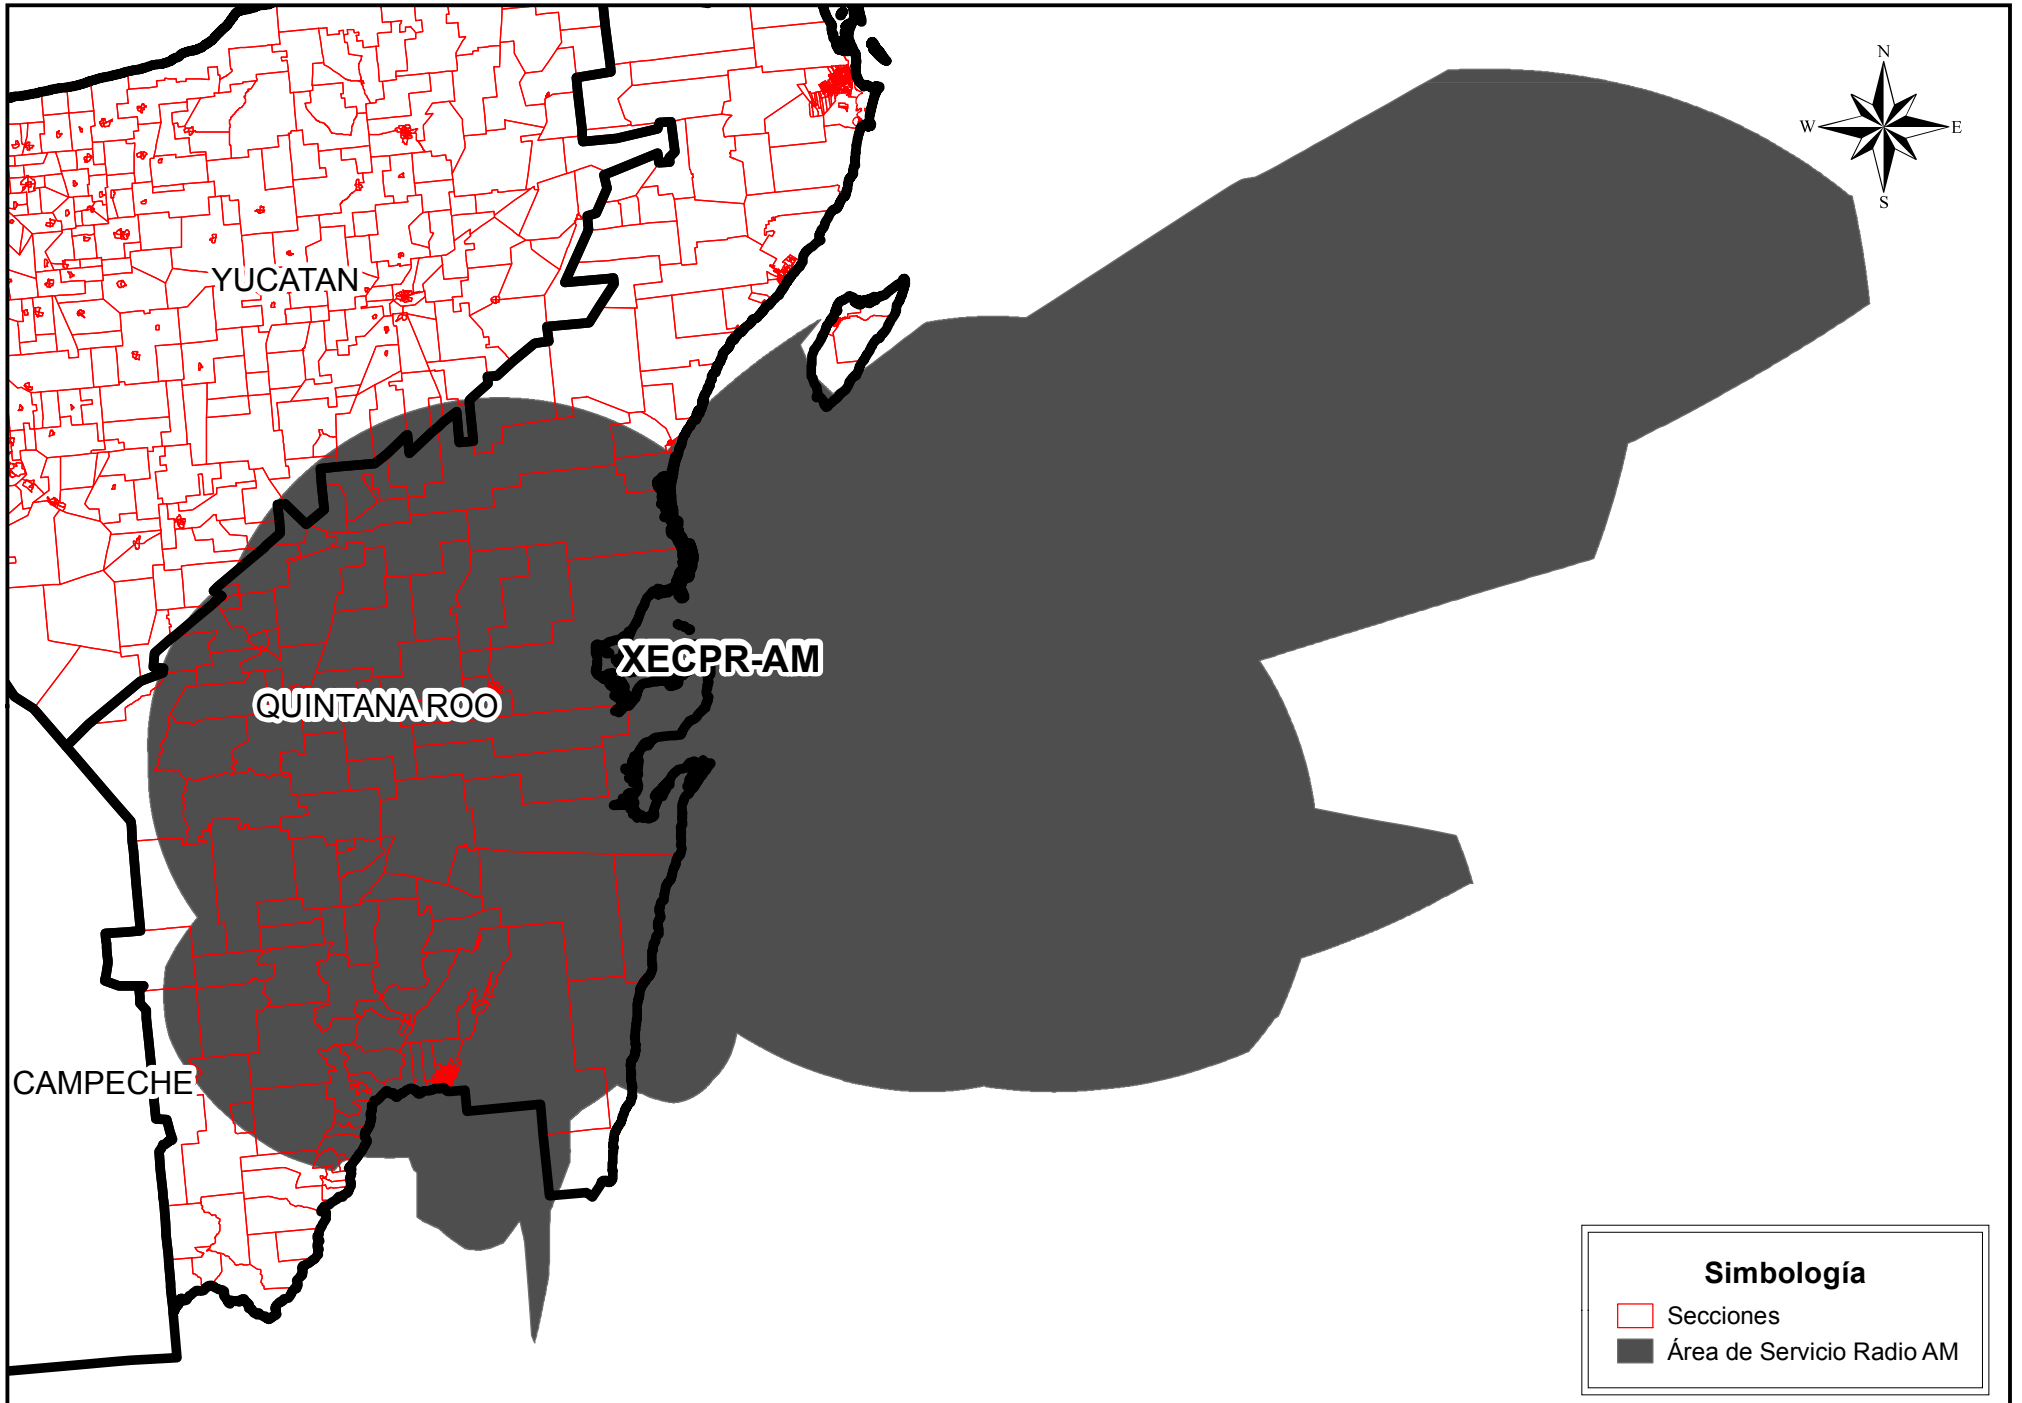 N
W E
S
YUCATAN
XECPR-AM
QUINTANA ROO
CAMPECHE
Simbología
Secciones
Área de Servicio Radio AM